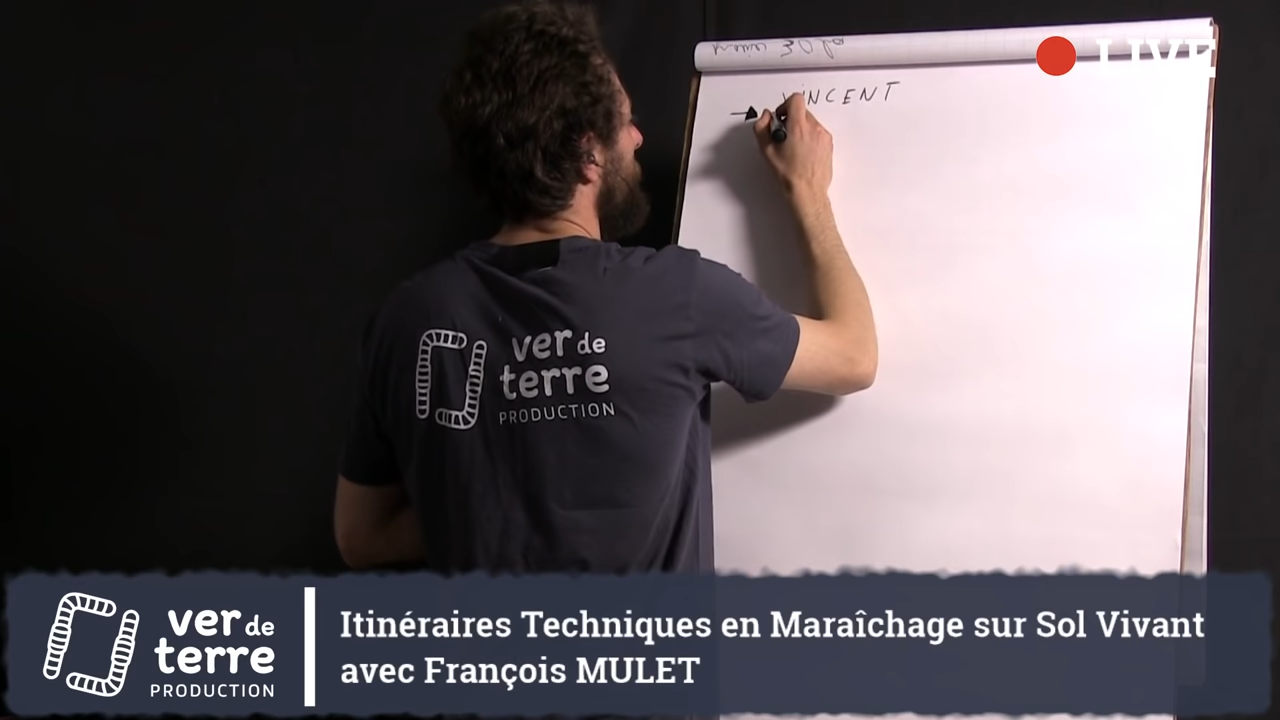 LIVE
VINCENT
ver de
terre
PRODUCTION
ver de
terre
PRODUCTION
Itinéraires Techniques en Maraîchage sur Sol Vivant
avec François MULET